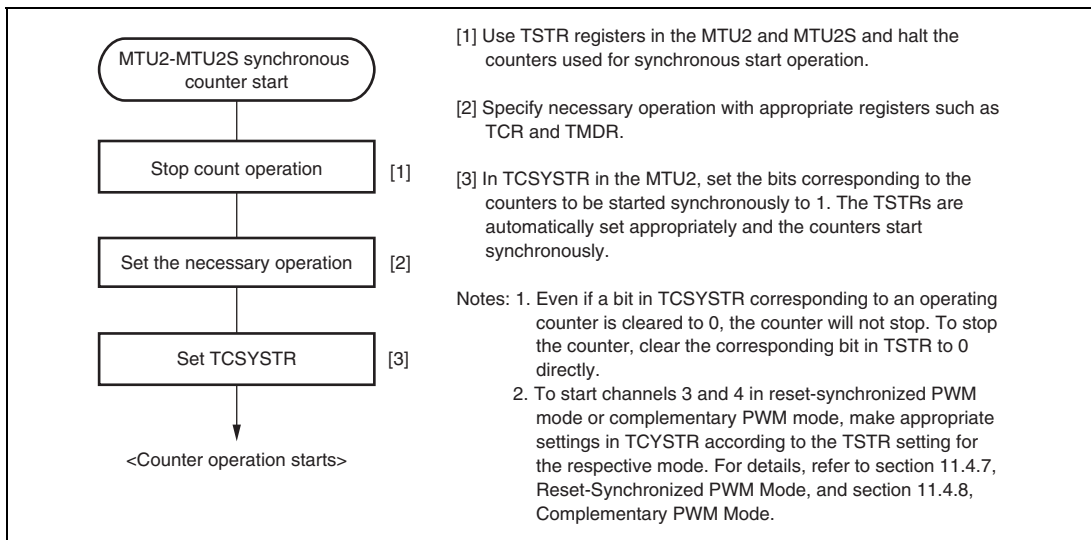 MTU2-MTU2S synchronous
counter start
Stop count operation
[1]
Set the necessary operation
[2]
Set TCSYSTR
[3]
<Counter operation starts>
[1] Use TSTR registers in the MTU2 and MTU2S and halt the
counters used for synchronous start operation.
[2] Specify necessary operation with appropriate registers such as
TCR and TMDR.
[3] In TCSYSTR in the MTU2, set the bits corresponding to the
counters to be started synchronously to 1. The TSTRs are
automatically set appropriately and the counters start
synchronously.
Notes: 1. Even if a bit in TCSYSTR corresponding to an operating
counter is cleared to 0, the counter will not stop. To stop
the counter, clear the corresponding bit in TSTR to 0
directly.
2. To start channels 3 and 4 in reset-synchronized PWM
mode or complementary PWM mode, make appropriate
settings in TCYSTR according to the TSTR setting for
the respective mode. For details, refer to section 11.4.7,
Reset-Synchronized PWM Mode, and section 11.4.8,
Complementary PWM Mode.